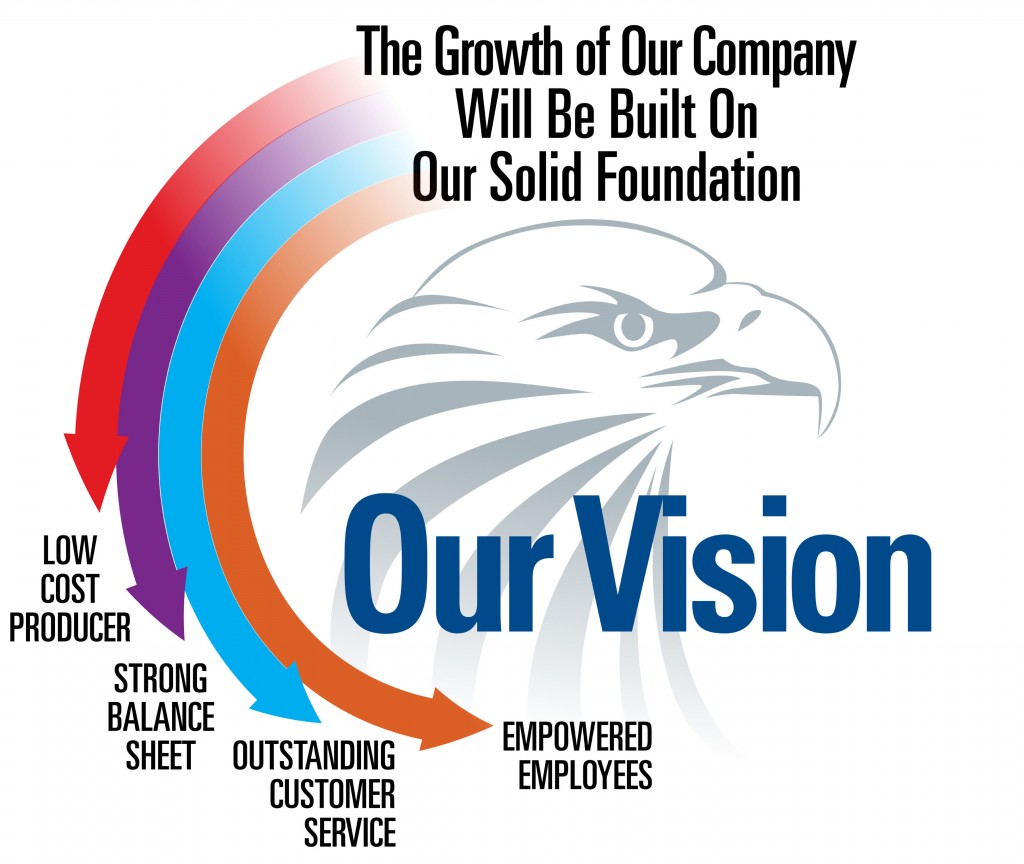 The Growth of Our Company
Will Be Built On
Our Solid Foundation
Our Vision
LOW
COST
PRODUCER
STRONG
BALANCE
SHEET
OUTSTANDING
CUSTOMER
SERVICE
EMPOWERED
EMPLOYEES